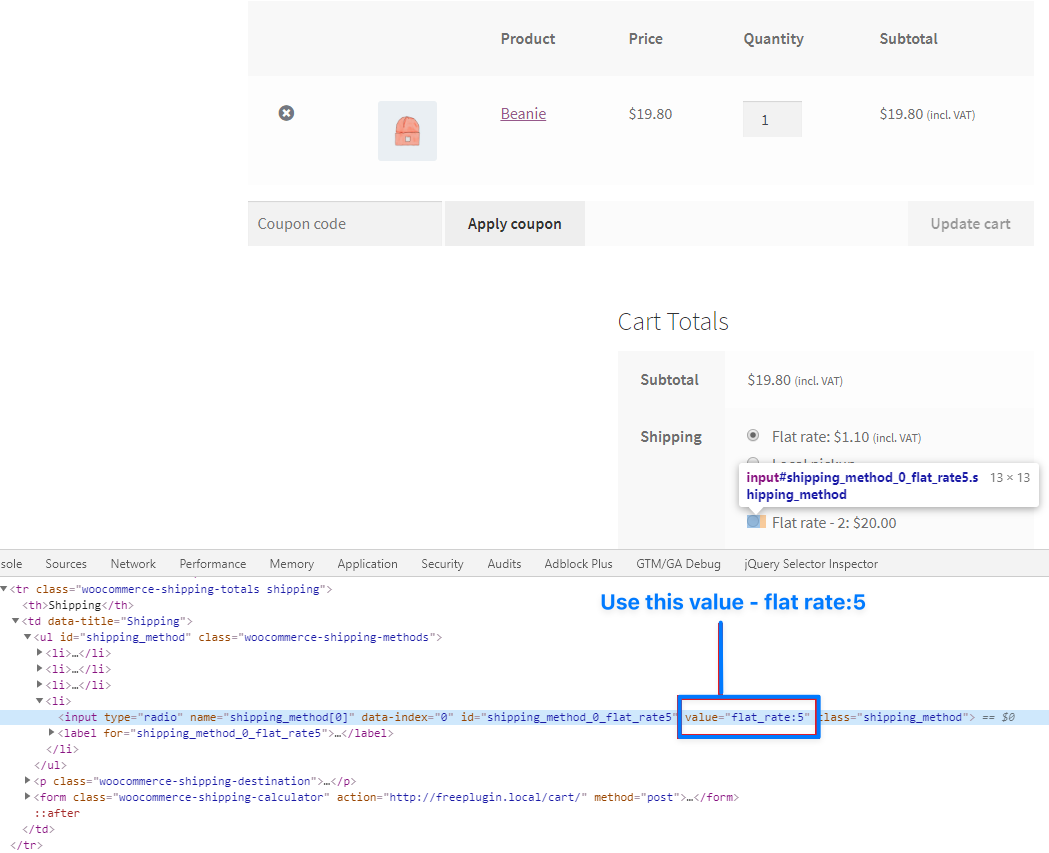 Product Price Quantity Subtotal
Beanie $19.80 1 $19.80 (incl. VAT)
Coupon code Apply coupon Update cart
Cart Totals
Subtotal $19.80 (incl. VAT)
Shipping Flat rate: $1.10 (incl. VAT)
input#shipping_method_0_flat_rate5.s 13 × 13
hipping_method
Flat rate - 2: $20.00
sole Sources Network Performance Memory Application Security Audits Adblock Plus GTM/GA Debug jQuery Selector Inspector
<tr class="woocommerce-shipping-totals shipping">
<th>Shipping</th>
Use this value - flat rate:5
<td data-title="Shipping">
<ul id="shipping_method" class="woocommerce-shipping-methods">
<li>…</li>
<li>…</li>
<li>…</li>
<li>
<input type="radio" name="shipping_method[0]" data-index="0" id="shipping_method_0_flat_rate5" value="flat_rate:5" class="shipping_method"> == $0
<label for="shipping_method_0_flat_rate5">…</label>
</li>
</ul>
<p class="woocommerce-shipping-destination">…</p>
<form class="woocommerce-shipping-calculator" action="http://freeplugin.local/cart/" method="post">…</form>
::after
</td>
</tr>